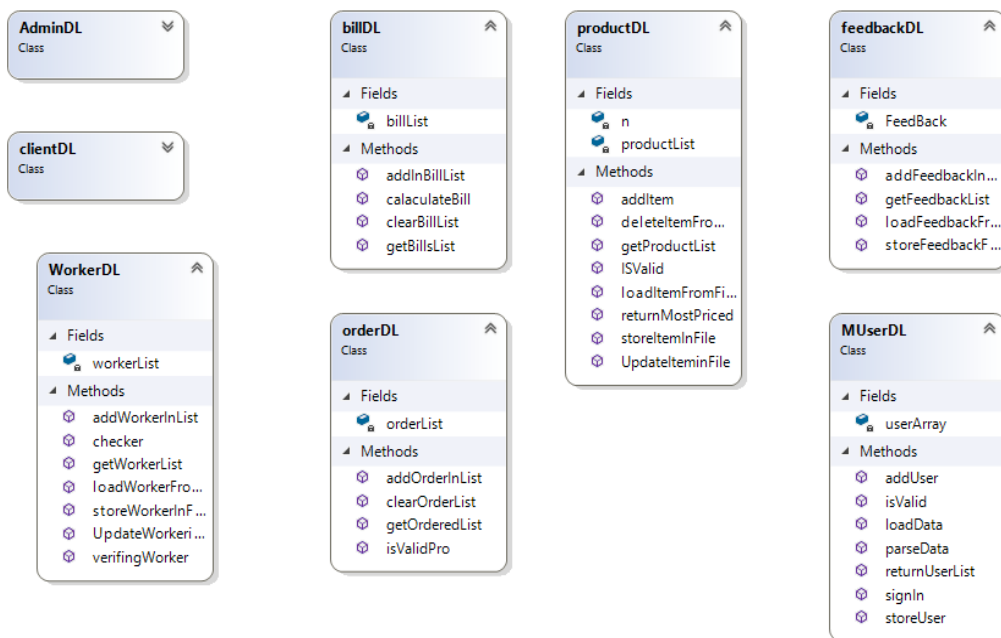 AdminDL
Class
clientDL
Class
WorkerDL
Class
Fields
workerList
Methods
addWorkerInList
checker
getWorkerList
loadWorkerFro...
storeWorkerInF...
UpdateWorkeri...
verifingWorker
billDL
Class
Fields
billList
Methods
addInBillList
calaculateBill
clearBillList
getBillsList
orderDL
Class
Fields
orderList
Methods
addOrderInList
clearOrderList
getOrderedList
isValidPro
productDL
Class
Fields
n
productList
Methods
addItem
deleteItemFro...
getProductList
ISValid
loadItemFromFi...
returnMostPriced
storeItemInFile
UpdateIteminFile
feedbackDL
Class
Fields
FeedBack
Methods
addFeedbackIn...
getFeedbackList
loadFeedbackFr...
storeFeedbackF...
MUserDL
Class
Fields
userArray
Methods
addUser
isValid
loadData
parseData
returnUserList
signIn
storeUser